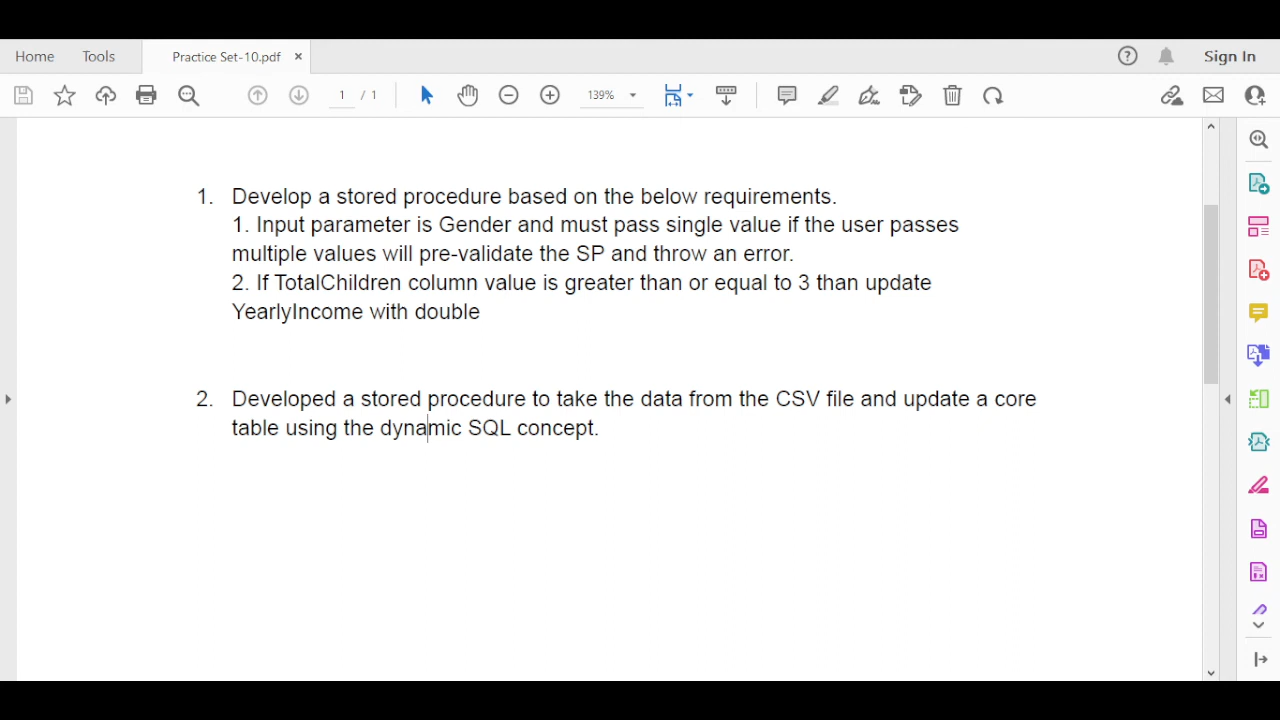 Home Tools Practice Set-10.pdf × Sign In
1 / 1 139%
1. Develop a stored procedure based on the below requirements.
1. Input parameter is Gender and must pass single value if the user passes
multiple values will pre-validate the SP and throw an error.
2. If TotalChildren column value is greater than or equal to 3 than update
YearlyIncome with double
2. Developed a stored procedure to take the data from the CSV file and update a core
table using the dynamic SQL concept.